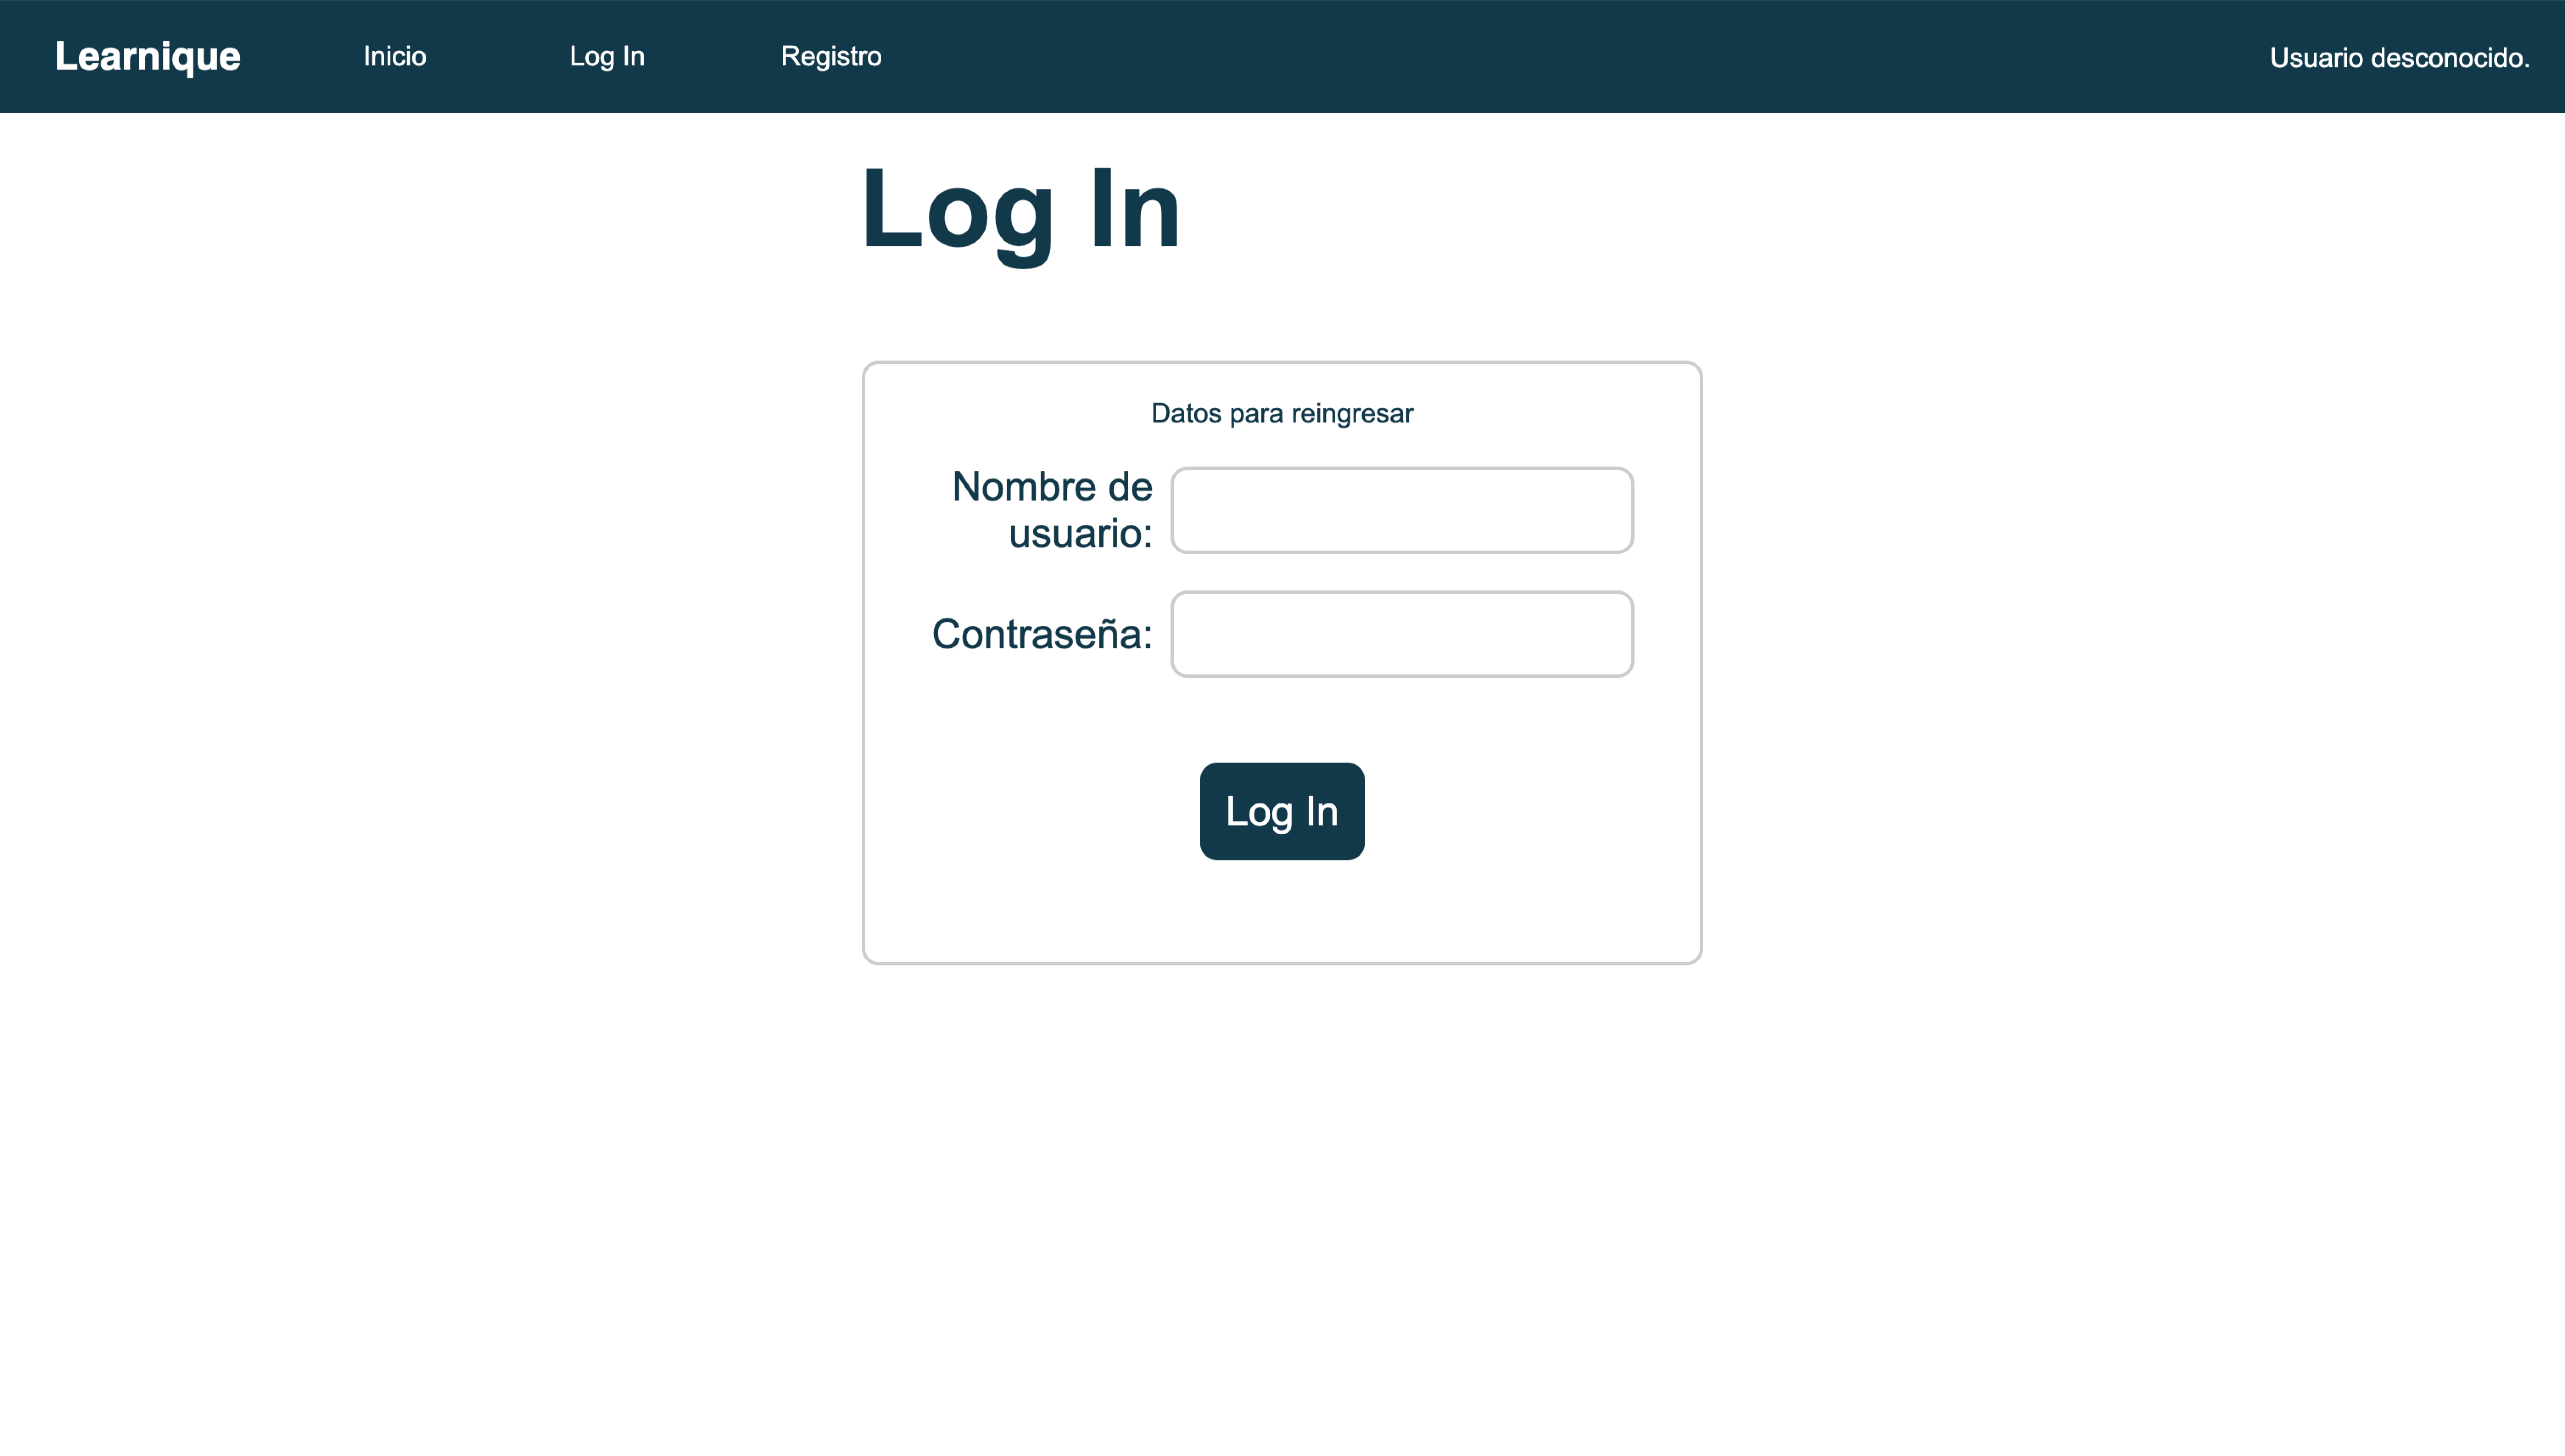 Learnique Inicio Log In Registro Usuario desconocido.
Log In
Datos para reingresar
Nombre de
usuario:
Contraseña:
Log In